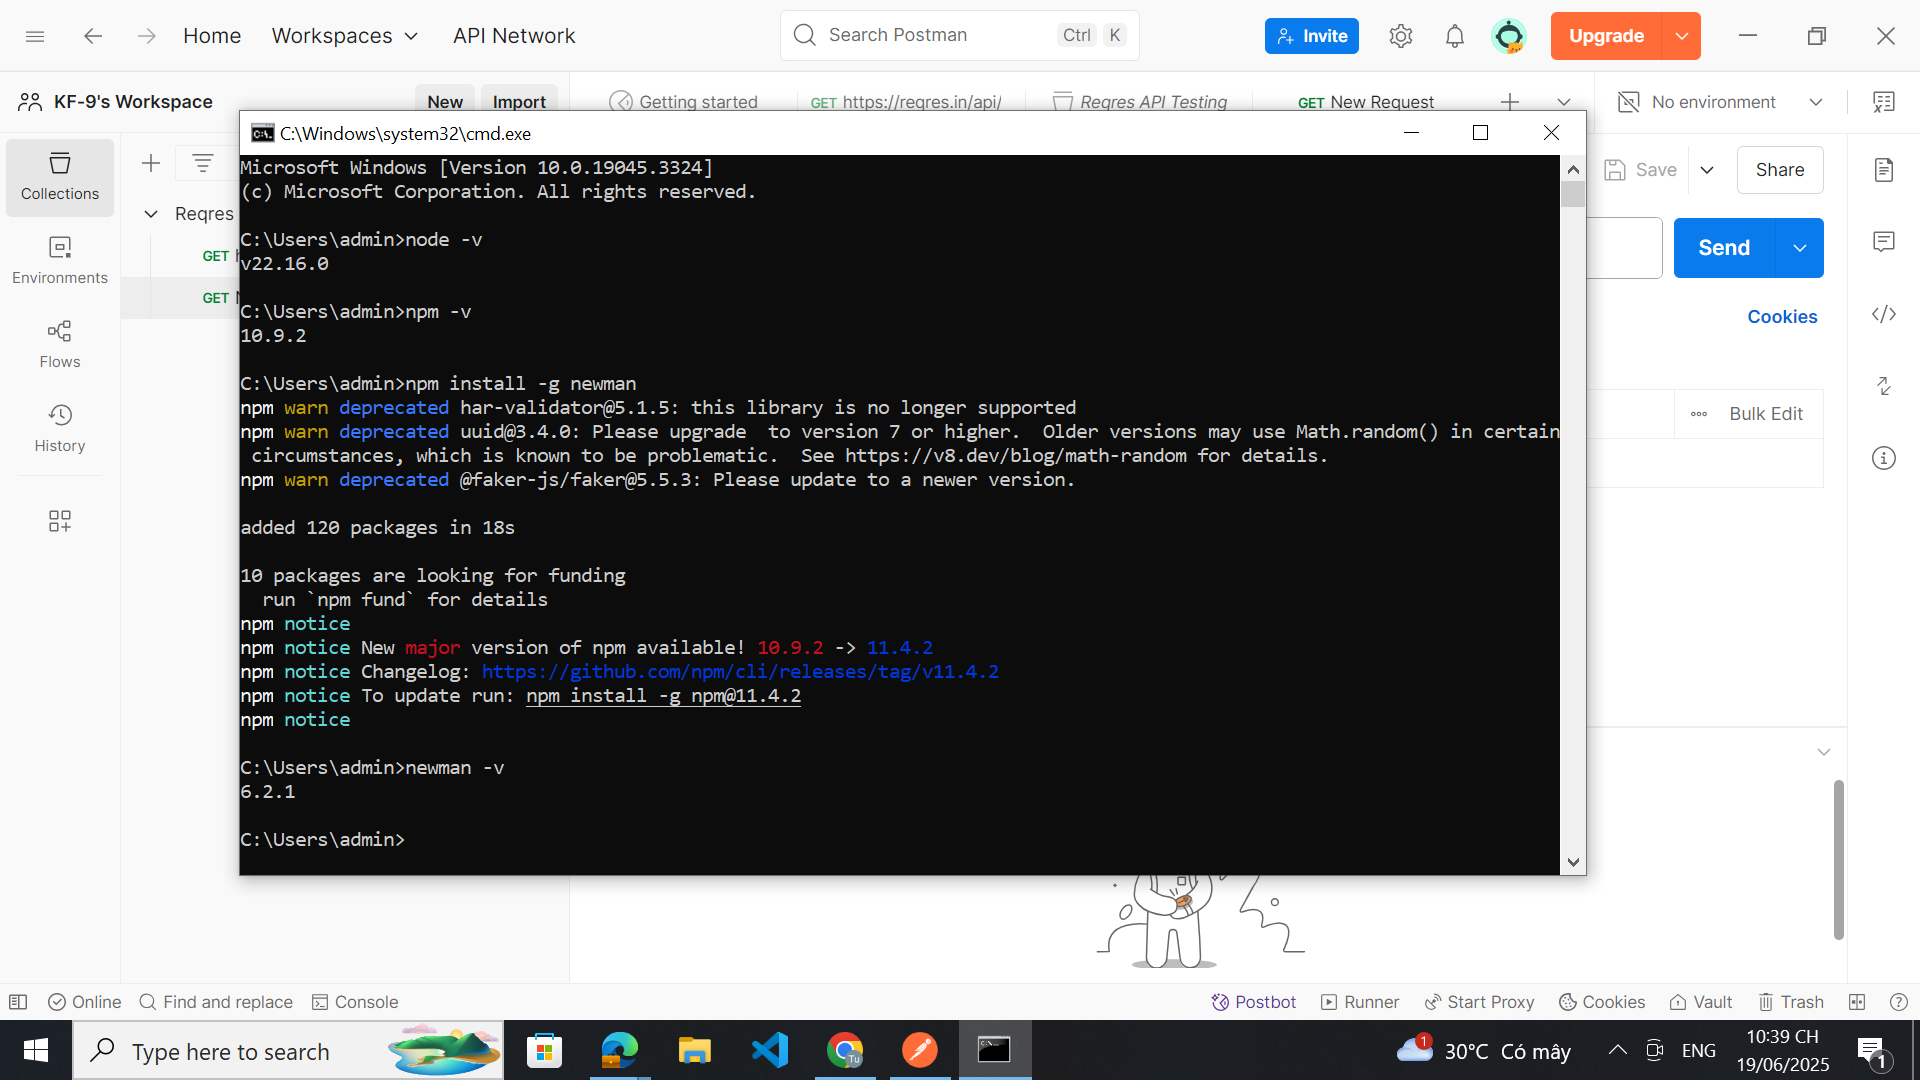 Home
Workspaces
API Network
Search Postman
Ctrl
K
Invite
Upgrade
KF-9's Workspace
New
Import
Getting started
GET https://reqres.in/api/
Reqres API Testing
GET New Request
No environment
C:\Windows\system32\cmd.exe
Microsoft Windows [Version 10.0.19045.3324]
(c) Microsoft Corporation. All rights reserved.
C:\Users\admin>node -v
v22.16.0
C:\Users\admin>npm -v
10.9.2
C:\Users\admin>npm install -g newman
npm warn deprecated har-validator@5.1.5: this library is no longer supported
npm warn deprecated uuid@3.4.0: Please upgrade  to version 7 or higher.  Older versions may use Math.random() in certain
 circumstances, which is known to be problematic.  See https://v8.dev/blog/math-random for details.
npm warn deprecated @faker-js/faker@5.5.3: Please update to a newer version.
added 120 packages in 18s
10 packages are looking for funding
  run `npm fund` for details
npm notice
npm notice New major version of npm available! 10.9.2 -> 11.4.2
npm notice Changelog: https://github.com/npm/cli/releases/tag/v11.4.2
npm notice To update run: npm install -g npm@11.4.2
npm notice
C:\Users\admin>newman -v
6.2.1
C:\Users\admin>
Collections
Environments
Flows
History
Reqres
GET
GET
Save
Share
Send
Cookies
Bulk Edit
Online
Find and replace
Console
Postbot
Runner
Start Proxy
Cookies
Vault
Trash
Type here to search
Tu
1
30°C Có mây
ENG
10:39 CH
19/06/2025
1